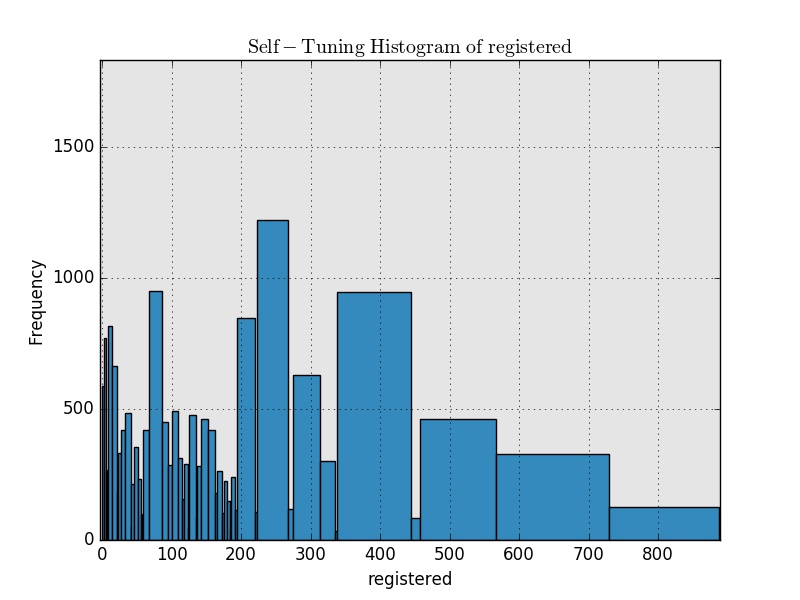 Self − Tuning Histogram of registered
1500
1000
500
0
Frequency
0 100 200 300 400 500 600 700 800
registered